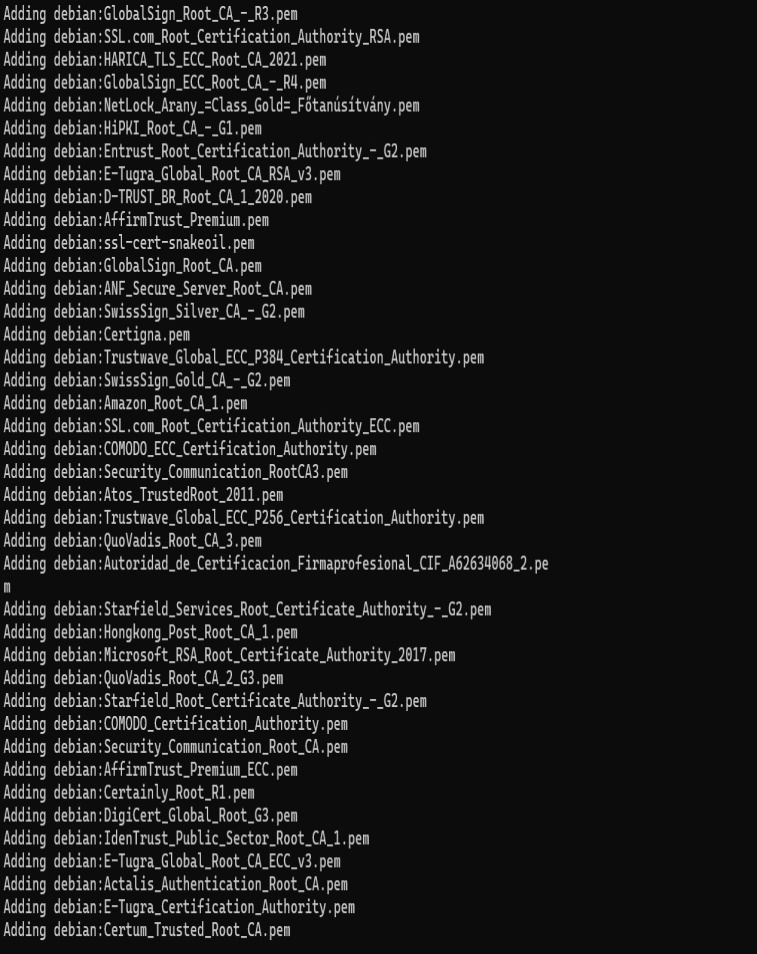 Adding debian:GlobalSign_Root_CA_-_R3.pem
Adding debian:SSL.com_Root_Certification_Authority_RSA.pem
Adding debian:HARICA_TLS_ECC_Root_CA_2021.pem
Adding debian:GlobalSign_ECC_Root_CA_-_R4.pem
Adding debian:NetLock_Arany_=Class_Gold=_Főtanúsítvány.pem
Adding debian:HiPKI_Root_CA_-_G1.pem
Adding debian:Entrust_Root_Certification_Authority_-_G2.pem
Adding debian:E-Tugra_Global_Root_CA_RSA_v3.pem
Adding debian:D-TRUST_BR_Root_CA_1_2020.pem
Adding debian:AffirmTrust_Premium.pem
Adding debian:ssl-cert-snakeoil.pem
Adding debian:GlobalSign_Root_CA.pem
Adding debian:ANF_Secure_Server_Root_CA.pem
Adding debian:SwissSign_Silver_CA_-_G2.pem
Adding debian:Certigna.pem
Adding debian:Trustwave_Global_ECC_P384_Certification_Authority.pem
Adding debian:SwissSign_Gold_CA_-_G2.pem
Adding debian:Amazon_Root_CA_1.pem
Adding debian:SSL.com_Root_Certification_Authority_ECC.pem
Adding debian:COMODO_ECC_Certification_Authority.pem
Adding debian:Security_Communication_RootCA3.pem
Adding debian:Atos_TrustedRoot_2011.pem
Adding debian:Trustwave_Global_ECC_P256_Certification_Authority.pem
Adding debian:QuoVadis_Root_CA_3.pem
Adding debian:Autoridad_de_Certificacion_Firmaprofesional_CIF_A62634068_2.pe
m
Adding debian:Starfield_Services_Root_Certificate_Authority_-_G2.pem
Adding debian:Hongkong_Post_Root_CA_1.pem
Adding debian:Microsoft_RSA_Root_Certificate_Authority_2017.pem
Adding debian:QuoVadis_Root_CA_2_G3.pem
Adding debian:Starfield_Root_Certificate_Authority_-_G2.pem
Adding debian:COMODO_Certification_Authority.pem
Adding debian:Security_Communication_Root_CA.pem
Adding debian:AffirmTrust_Premium_ECC.pem
Adding debian:Certainly_Root_R1.pem
Adding debian:DigiCert_Global_Root_G3.pem
Adding debian:IdenTrust_Public_Sector_Root_CA_1.pem
Adding debian:E-Tugra_Global_Root_CA_ECC_v3.pem
Adding debian:Actalis_Authentication_Root_CA.pem
Adding debian:E-Tugra_Certification_Authority.pem
Adding debian:Certum_Trusted_Root_CA.pem